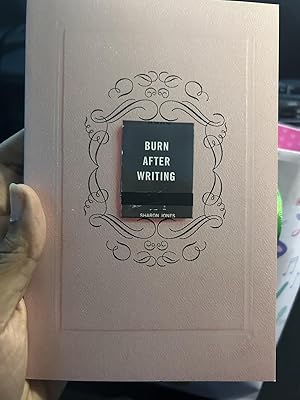 BURN
AFTER
WRITING
SHARON JONES